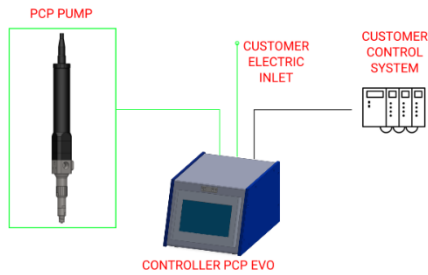 PCP PUMP
CUSTOMER
ELECTRIC
INLET
CUSTOMER
CONTROL
SYSTEM
CONTROLLER PCP EVO